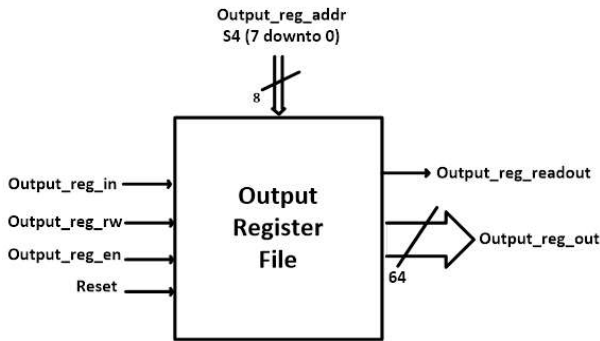 Output_reg_addr
S4 (7 downto 0)
8
Output_reg_in
Output_reg_rw
Output_reg_en
Reset
Output
Register
File
Output_reg_readout
Output_reg_out
64